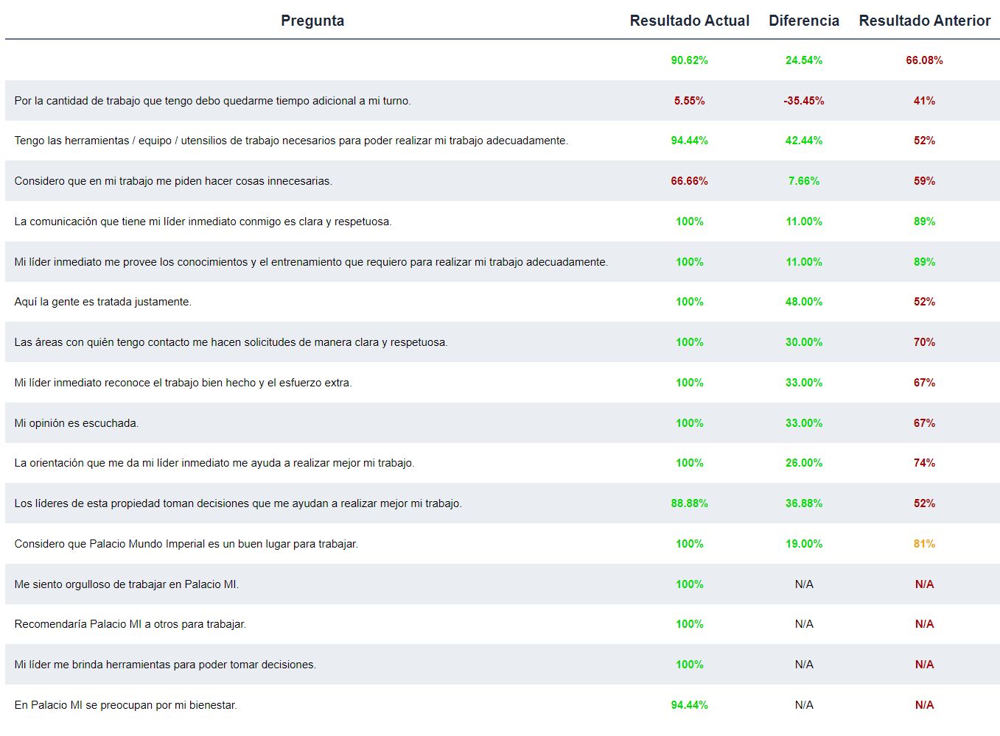 Pregunta Resultado Actual Diferencia Resultado Anterior
90.62% 24.54% 66.08%
Por la cantidad de trabajo que tengo debo quedarme tiempo adicional a mi turno. 5.55% -35.45% 41%
Tengo las herramientas / equipo / utensilios de trabajo necesarios para poder realizar mi trabajo adecuadamente. 94.44% 42.44% 52%
Considero que en mi trabajo me piden hacer cosas innecesarias. 66.66% 7.66% 59%
La comunicación que tiene mi líder inmediato conmigo es clara y respetuosa. 100% 11.00% 89%
Mi líder inmediato me provee los conocimientos y el entrenamiento que requiero para realizar mi trabajo adecuadamente. 100% 11.00% 89%
Aquí la gente es tratada justamente. 100% 48.00% 52%
Las áreas con quién tengo contacto me hacen solicitudes de manera clara y respetuosa. 100% 30.00% 70%
Mi líder inmediato reconoce el trabajo bien hecho y el esfuerzo extra. 100% 33.00% 67%
Mi opinión es escuchada. 100% 33.00% 67%
La orientación que me da mi líder inmediato me ayuda a realizar mejor mi trabajo. 100% 26.00% 74%
Los líderes de esta propiedad toman decisiones que me ayudan a realizar mejor mi trabajo. 88.88% 36.88% 52%
Considero que Palacio Mundo Imperial es un buen lugar para trabajar. 100% 19.00% 81%
Me siento orgulloso de trabajar en Palacio MI. 100% N/A N/A
Recomendaría Palacio MI a otros para trabajar. 100% N/A N/A
Mi líder me brinda herramientas para poder tomar decisiones. 100% N/A N/A
En Palacio MI se preocupan por mi bienestar. 94.44% N/A N/A